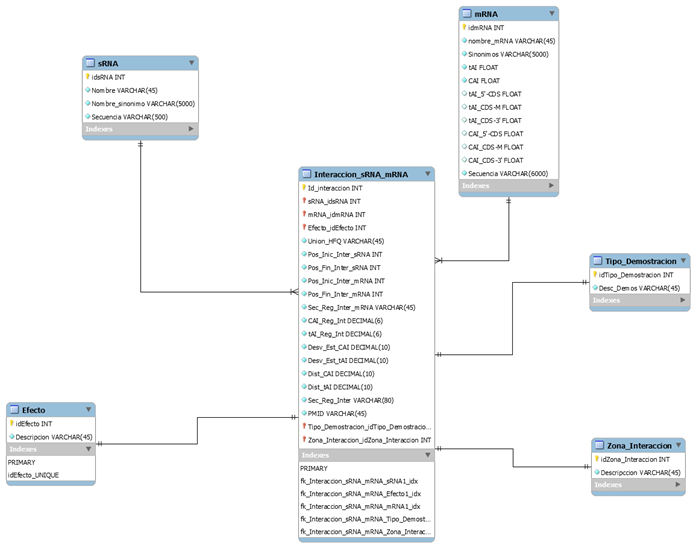 sRNA
idsRNA INT
Nombre VARCHAR(45)
Nombre_sinonimo VARCHAR(5000)
Secuencia VARCHAR(500)
Indexes
mRNA
idmRNA INT
nombre_mRNA VARCHAR(45)
Sinonimos VARCHAR(5000)
tAI FLOAT
CAI FLOAT
tAI_5'-CDS FLOAT
tAI_CDS-M FLOAT
tAI_CDS-3' FLOAT
CAI_5'-CDS FLOAT
CAI_CDS-M FLOAT
CAI_CDS-3' FLOAT
Secuencia VARCHAR(6000)
Indexes
Interaccion_sRNA_mRNA
Id_interaccion INT
sRNA_idsRNA INT
mRNA_idmRNA INT
Efecto_idEfecto INT
Union_HFQ VARCHAR(45)
Pos_Inic_Inter_sRNA INT
Pos_Fin_Inter_sRNA INT
Pos_Inic_Inter_mRNA INT
Pos_Fin_Inter_mRNA INT
Sec_Reg_Inter_mRNA VARCHAR(45)
CAI_Reg_Int DECIMAL(6)
tAI_Reg_Int DECIMAL(6)
Desv_Est_CAI DECIMAL(10)
Desv_Est_tAI DECIMAL(10)
Dist_CAI DECIMAL(10)
Dist_tAI DECIMAL(10)
Sec_Reg_Inter VARCHAR(80)
PMID VARCHAR(45)
Tipo_Demostracion_idTipo_Demostracio...
Zona_Interaccion_idZona_Interaccion INT
Indexes
PRIMARY
fk_Interaccion_sRNA_mRNA_sRNA1_idx
fk_Interaccion_sRNA_mRNA_Efecto1_idx
fk_Interaccion_sRNA_mRNA_mRNA1_idx
fk_Interaccion_sRNA_mRNA_Tipo_Demost...
fk_Interaccion_sRNA_mRNA_Zona_Interac...
Tipo_Demostracion
idTipo_Demostracion INT
Desc_Demos VARCHAR(45)
Indexes
Efecto
idEfecto INT
Descripcion VARCHAR(45)
Indexes
PRIMARY
idEfecto_UNIQUE
Zona_Interaccion
idZona_Interaccion INT
Descripccion VARCHAR(45)
Indexes